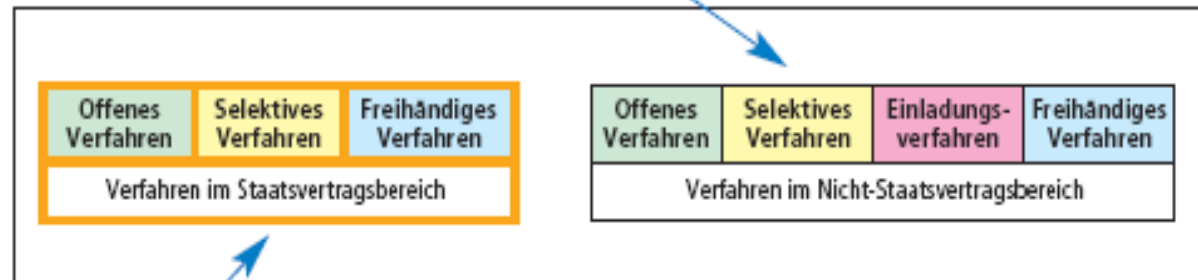 Offenes
Verfahren
Selektives
Verfahren
Freihändiges
Verfahren
Verfahren im Staatsvertragsbereich
Offenes
Verfahren
Selektives
Verfahren
Einladungs-
verfahren
Freihändiges
Verfahren
Verfahren im Nicht-Staatsvertragsbereich